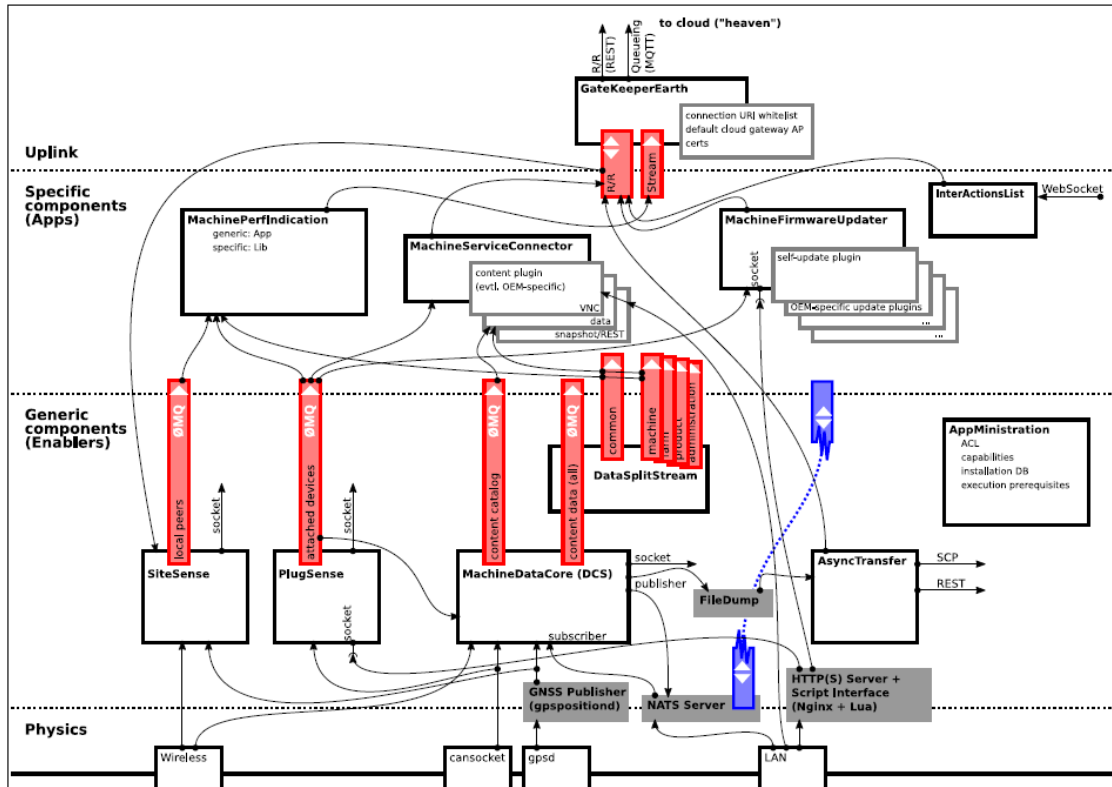 to cloud ("heaven")
R/R
(REST)
Queueing
(MQTT)
GateKeeperEarth
connection URI whitelist
default cloud gateway AP
certs
R/R
Stream
Uplink
Specific
components
(Apps)
MachinePerfIndication
generic: App
specific: Lib
MachineServiceConnector
content plugin
(evtl. OEM-specific)
VNC
data
snapshot/REST
MachineFirmwareUpdater
socket
self-update plugin
OEM-specific update plugins
...
...
InterActionsList
WebSocket
Generic
components
(Enablers)
ØMQ
local peers
ØMQ
attached devices
ØMQ
content catalog
ØMQ
content data (all)
common
machine
farm
product
administration
DataSplitStream
AppMinistration
ACL
capabilities
installation DB
execution prerequisites
socket
socket
SiteSense
PlugSense
socket
MachineDataCore (DCS)
subscriber
socket
publisher
FileDump
AsyncTransfer
SCP
REST
GNSS Publisher
(gpspositiond)
NATS Server
HTTP(S) Server +
Script Interface
(Nginx + Lua)
Physics
Wireless
cansocket
gpsd
LAN